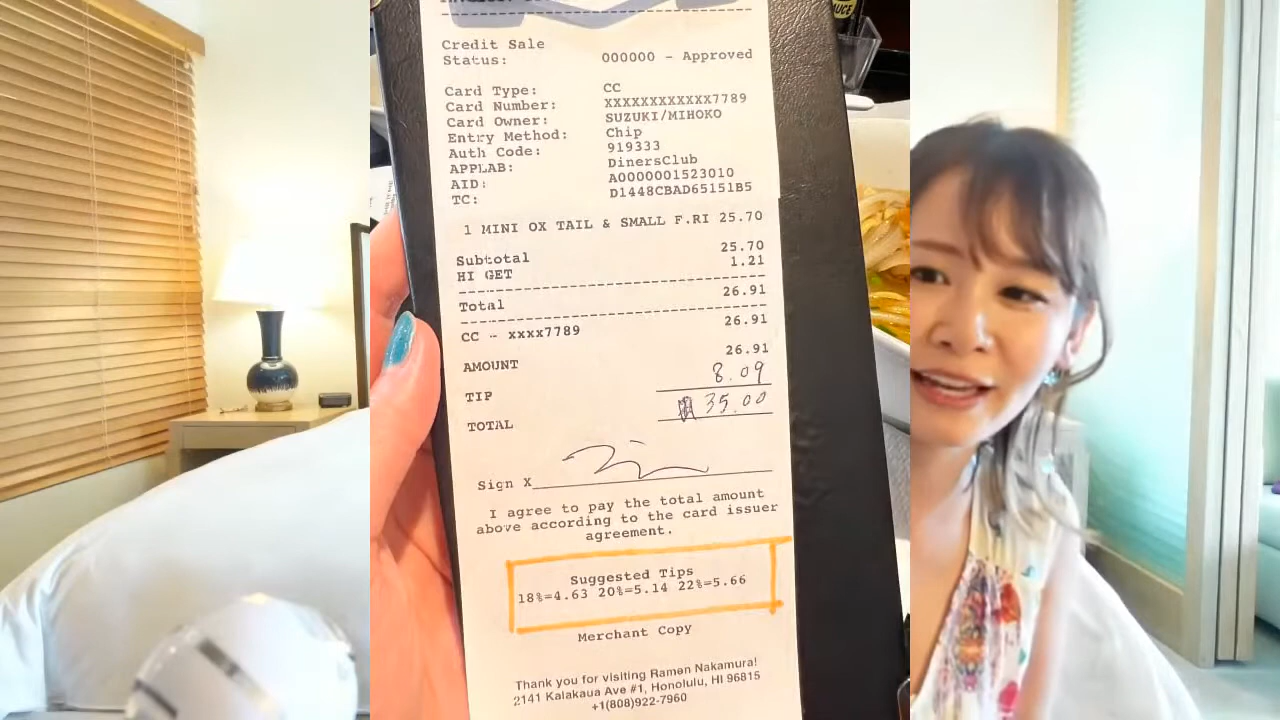 Credit Sale
Status: 000000 - Approved
Card Type: CC
Card Number: XXXXXXXXXXXX7789
Card Owner: SUZUKI/MIHOKO
Entry Method: Chip
Auth Code: 919333
APPLAB: DinersClub
AID: A0000001523010
TC: D1448CBAD65151B5
1 MINI OX TAIL & SMALL F.RI 25.70
Subtotal 25.70
HI GET 1.21
Total 26.91
CC - xxxx7789 26.91
AMOUNT 26.91
TIP 8.09
TOTAL 35.00
Sign X
I agree to pay the total amount
above according to the card issuer
agreement.
Suggested Tips
18%=4.63 20%=5.14 22%=5.66
Merchant Copy
Thank you for visiting Ramen Nakamura!
2141 Kalakaua Ave #1, Honolulu, HI 96815
+1(808)922-7960